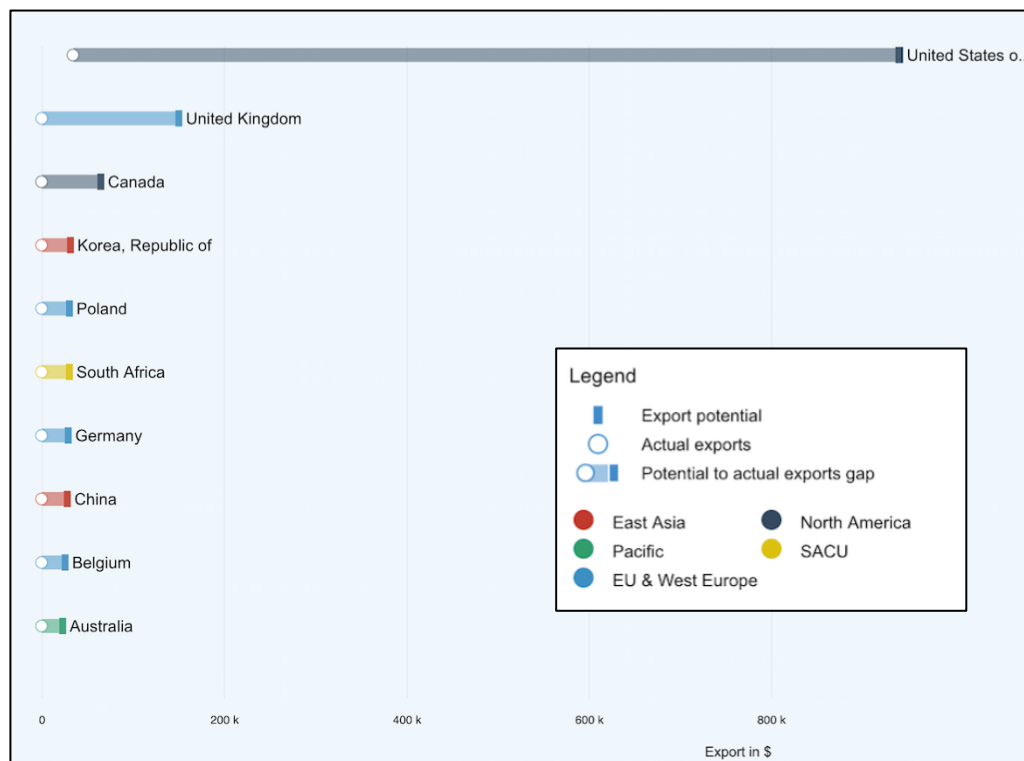 United States o..
United Kingdom
Canada
Korea, Republic of
Poland
South Africa
Germany
China
Belgium
Australia
Legend
Export potential
Actual exports
Potential to actual exports gap
East Asia
North America
Pacific
SACU
EU & West Europe
0
200 k
400 k
600 k
800 k
Export in $